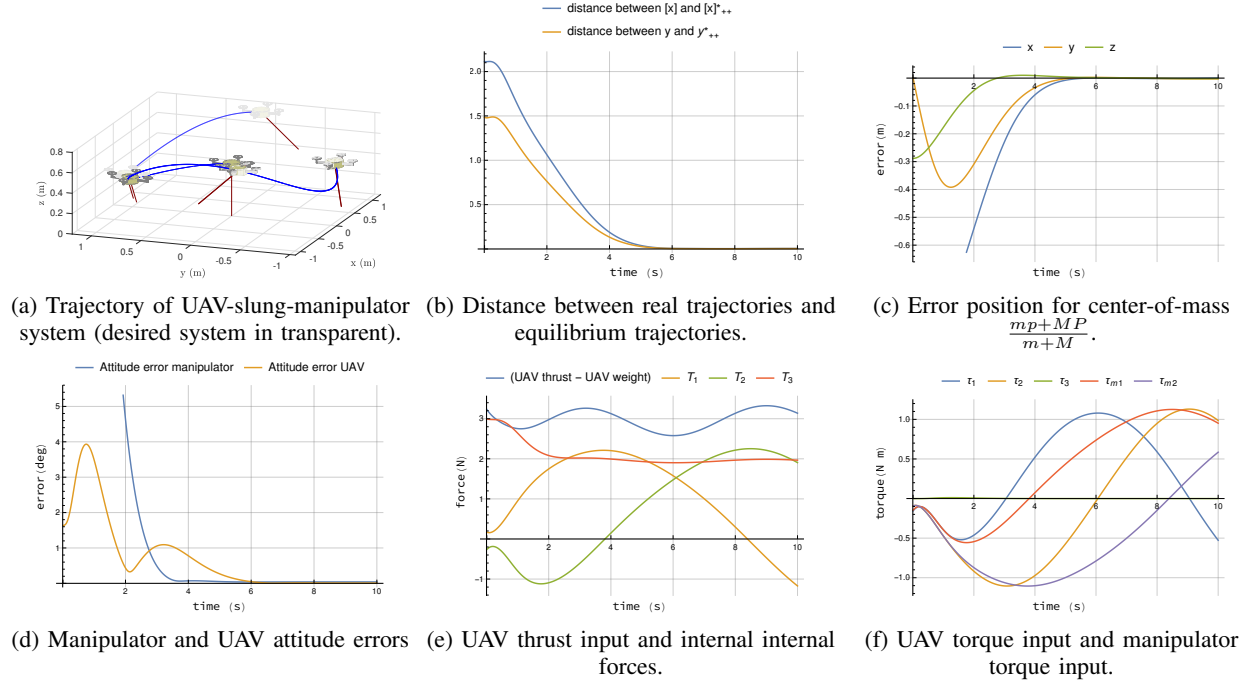 distance between [x] and [x]*++
distance between y and y*++
2.0
1.5
1.0
0.5
2
4
6
8
10
time (s)
x y z
2 4 6 8 10
-0.1
-0.2
-0.3
-0.4
-0.5
-0.6
error(m)
time (s)
0.8
0.6
0.4
0.2
0
z (m)
1
0.5
0
-0.5
-1
y (m)
-1
-0.5
0
0.5
1
x (m)
(a) Trajectory of UAV-slung-manipulator
system (desired system in transparent).
(b) Distance between real trajectories and
equilibrium trajectories.
(c) Error position for center-of-mass
mp+MP
m+M .
Attitude error manipulator Attitude error UAV
5
4
3
2
1
error(deg)
2 4 6 8 10
time (s)
(UAV thrust – UAV weight) T1 T2 T3
3
2
1
-1
force(N)
2 4 6 8 10
time (s)
τ1 τ2 τ3 τm1 τm2
1.0
0.5
-0.5
-1.0
torque(N m)
2 4 6 8 10
time (s)
(d) Manipulator and UAV attitude errors
(e) UAV thrust input and internal internal
forces.
(f) UAV torque input and manipulator
torque input.